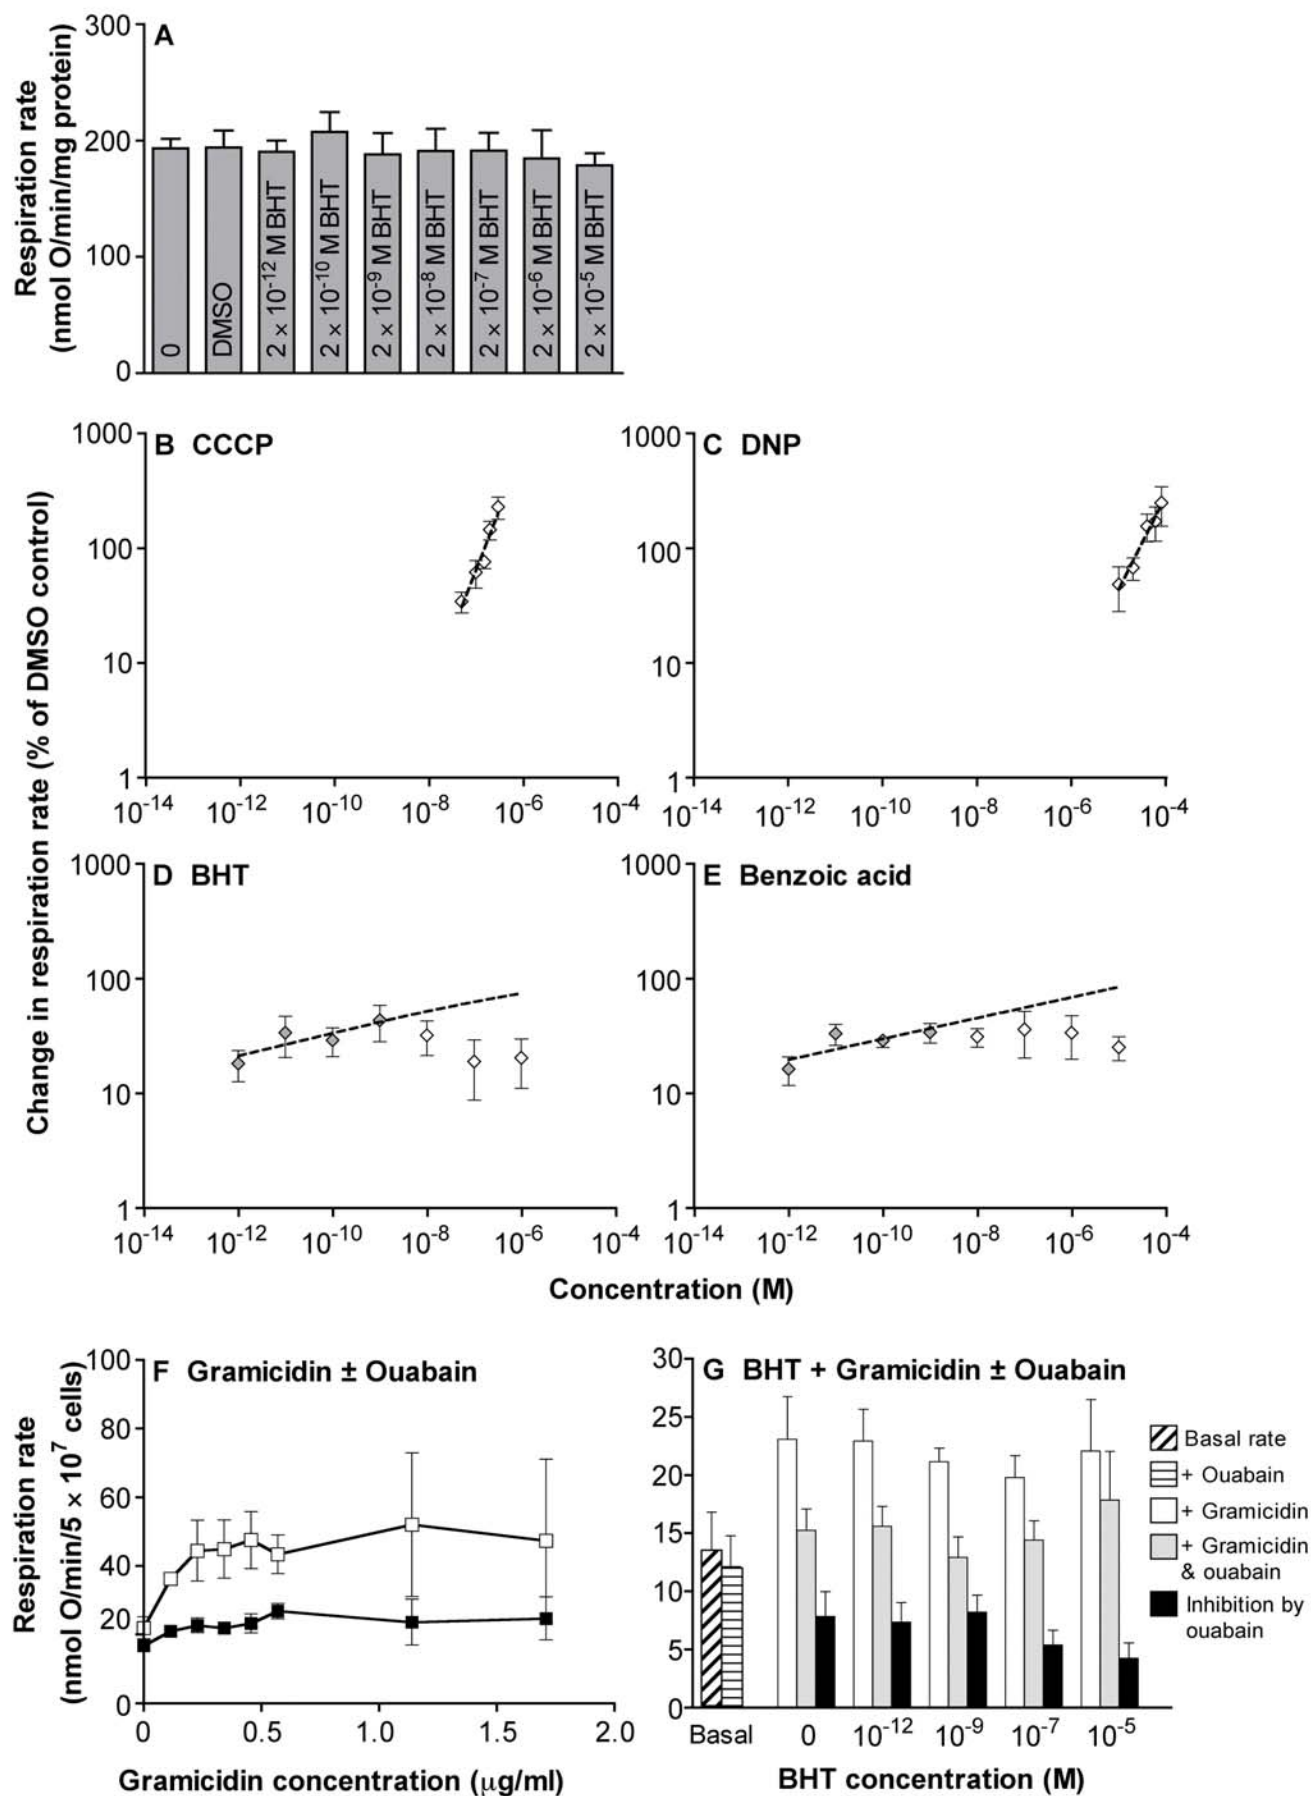 A
Respiration rate
(nmol O/min/mg protein)
300
200
100
0
0
DMSO
2 × 10⁻¹² M BHT
2 × 10⁻¹⁰ M BHT
2 × 10⁻⁹ M BHT
2 × 10⁻⁸ M BHT
2 × 10⁻⁷ M BHT
2 × 10⁻⁶ M BHT
2 × 10⁻⁵ M BHT
Change in respiration rate (% of DMSO control)
B CCCP
1000
100
10
1
10⁻¹⁴ 10⁻¹² 10⁻¹⁰ 10⁻⁸ 10⁻⁶ 10⁻⁴
C DNP
1000
100
10
1
10⁻¹⁴ 10⁻¹² 10⁻¹⁰ 10⁻⁸ 10⁻⁶ 10⁻⁴
D BHT
1000
100
10
1
10⁻¹⁴ 10⁻¹² 10⁻¹⁰ 10⁻⁸ 10⁻⁶ 10⁻⁴
E Benzoic acid
1000
100
10
1
10⁻¹⁴ 10⁻¹² 10⁻¹⁰ 10⁻⁸ 10⁻⁶ 10⁻⁴
Concentration (M)
F Gramicidin ± Ouabain
Respiration rate
(nmol O/min/5 × 10⁷ cells)
100
80
60
40
20
0
0 0.5 1.0 1.5 2.0
Gramicidin concentration (μg/ml)
G BHT + Gramicidin ± Ouabain
30
25
20
15
10
5
0
Basal 0 10⁻¹² 10⁻⁹ 10⁻⁷ 10⁻⁵
BHT concentration (M)
Basal rate
+ Ouabain
+ Gramicidin
+ Gramicidin
& ouabain
Inhibition by
ouabain